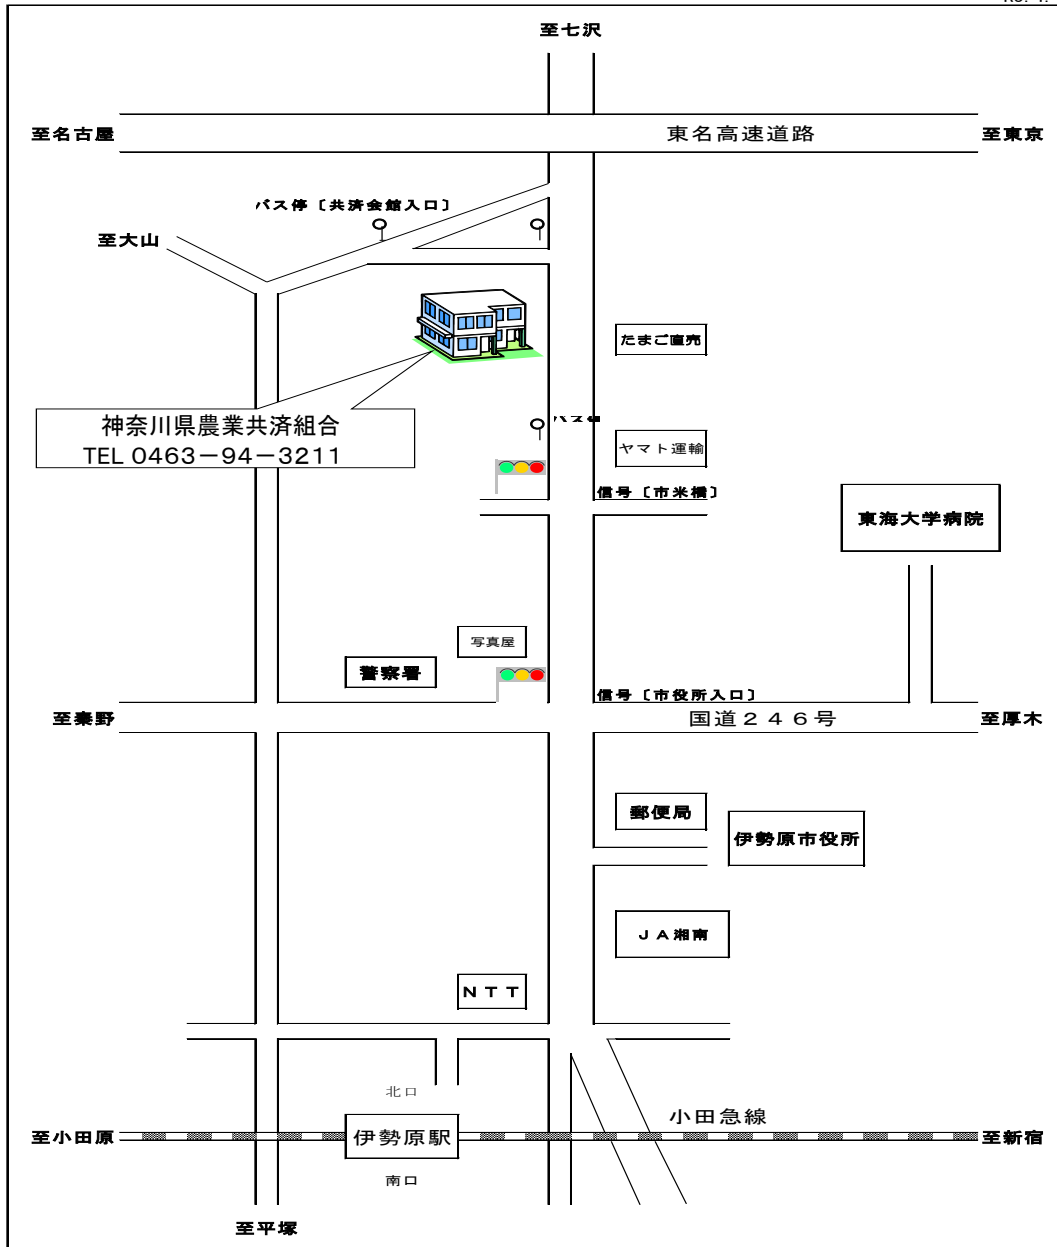 至七沢
至名古屋
東名高速道路
至東京
バス停〔共済会館入口〕
至大山
たまご直売
神奈川県農業共済組合
TEL 0463－94－3211
ヤマト運輸
信号〔市米橋〕
東海大学病院
写真屋
警察署
信号〔市役所入口〕
至秦野
国道２４６号
至厚木
郵便局
伊勢原市役所
ＪＡ湘南
ＮＴＴ
北口
小田急線
至小田原
伊勢原駅
至新宿
南口
至平塚